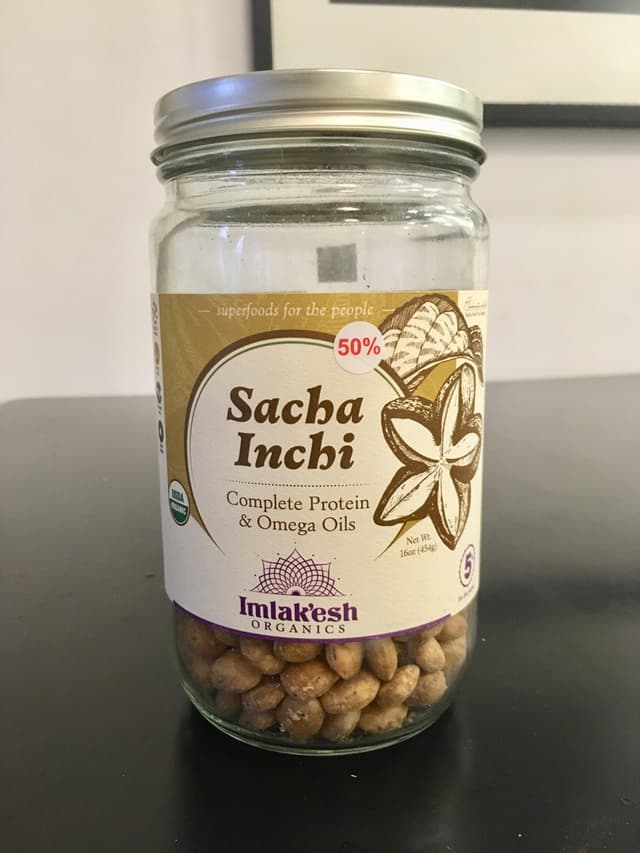 superfoods for the people
50%
Sacha
Inchi
Complete Protein
& Omega Oils
USDA
ORGANIC
Net Wt.
16oz (454g)
5
Imlak'esh
ORGANICS